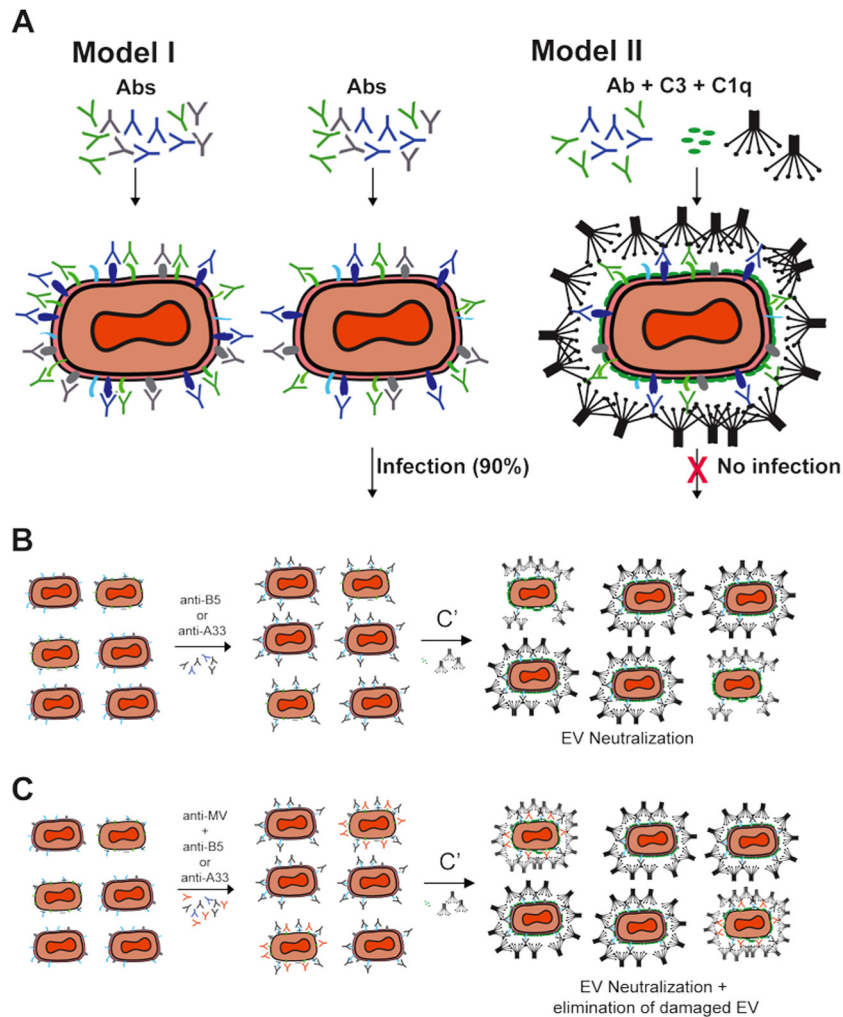 A
Model I
Abs
Abs
Model II
Ab + C3 + C1q
Infection (90%)
X
No infection
B
anti-B5
or
anti-A33
C'
EV Neutralization
C
anti-MV
+
anti-B5
or
anti-A33
C'
EV Neutralization +
elimination of damaged EV